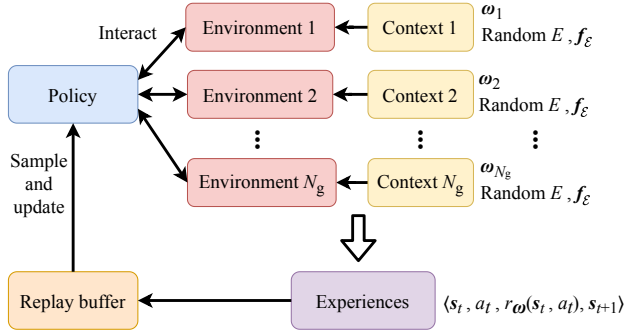 Interact
Environment 1
Context 1
ω₁
Random E , f_ℰ
Policy
Environment 2
Context 2
ω₂
Random E , f_ℰ
Sample
and
update
Environment N_g
Context N_g
ω_{N_g}
Random E , f_ℰ
Replay buffer
Experiences
⟨s_t , a_t , r_ω(s_t , a_t), s_{t+1}⟩